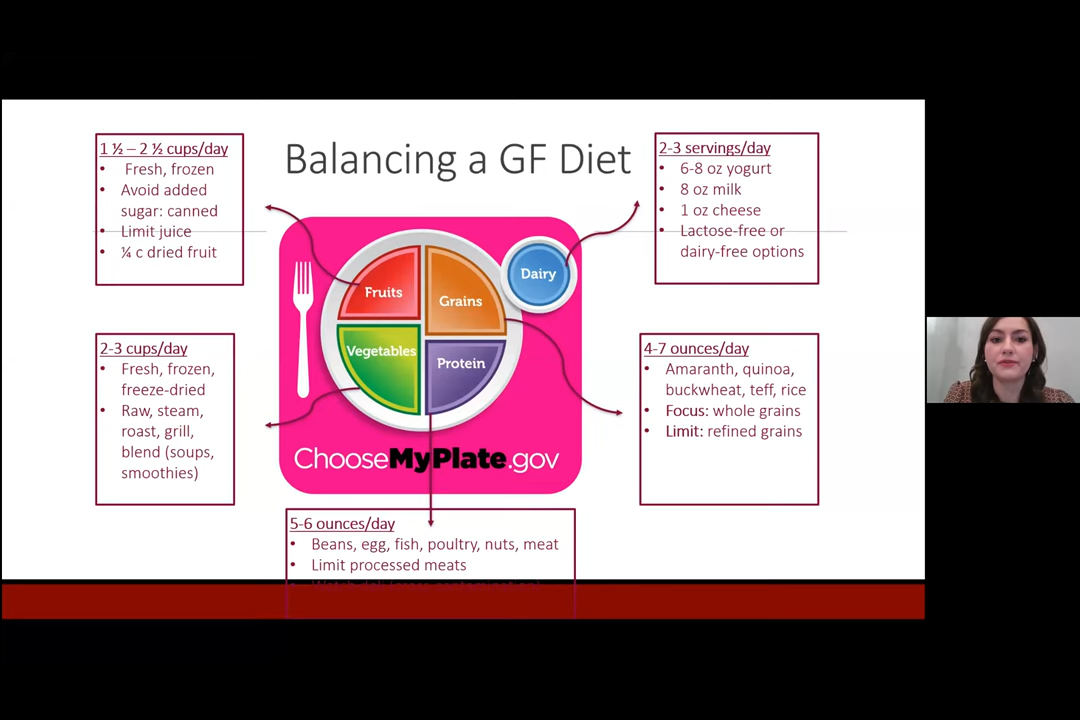 Balancing a GF Diet
1 ½ – 2 ½ cups/day
• Fresh, frozen
• Avoid added
sugar: canned
• Limit juice
• ¼ c dried fruit
2-3 servings/day
• 6-8 oz yogurt
• 8 oz milk
• 1 oz cheese
• Lactose-free or
dairy-free options
Dairy
Fruits
Grains
Vegetables
Protein
ChooseMyPlate.gov
2-3 cups/day
• Fresh, frozen,
freeze-dried
• Raw, steam,
roast, grill,
blend (soups,
smoothies)
4-7 ounces/day
• Amaranth, quinoa,
buckwheat, teff, rice
• Focus: whole grains
• Limit: refined grains
5-6 ounces/day
• Beans, egg, fish, poultry, nuts, meat
• Limit processed meats